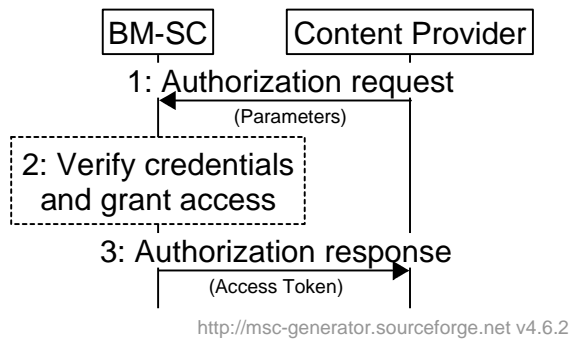 BM-SC
Content Provider
1: Authorization request
(Parameters)
2: Verify credentials
and grant access
3: Authorization response
(Access Token)
http://msc-generator.sourceforge.net v4.6.2